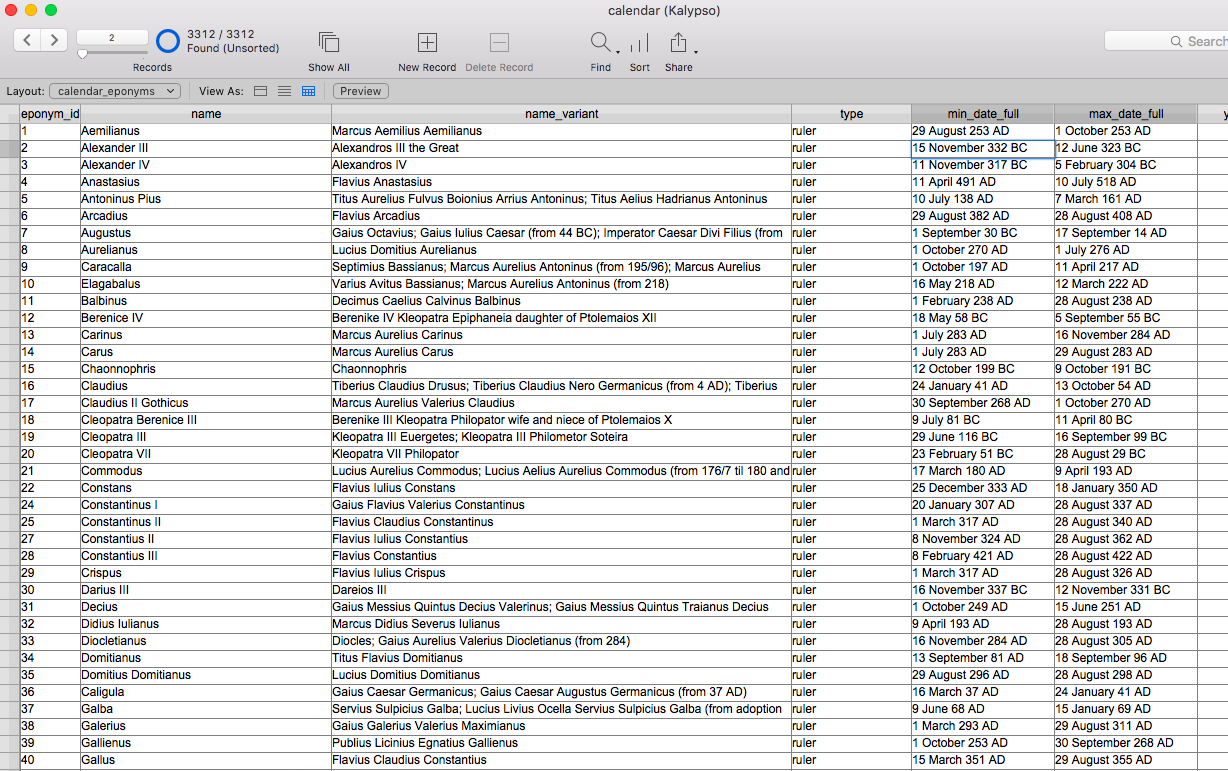 calendar (Kalypso)
2
3312 / 3312
Found (Unsorted)
Records
Show All
New Record
Delete Record
Find
Sort
Share
Search
Layout: calendar_eponyms View As: Preview
eponym_id name name_variant type min_date_full max_date_full y
1 Aemilianus Marcus Aemilius Aemilianus ruler 29 August 253 AD 1 October 253 AD
2 Alexander III Alexandros III the Great ruler 15 November 332 BC 12 June 323 BC
3 Alexander IV Alexandros IV ruler 11 November 317 BC 5 February 304 BC
4 Anastasius Flavius Anastasius ruler 11 April 491 AD 10 July 518 AD
5 Antoninus Pius Titus Aurelius Fulvus Boionius Arrius Antoninus; Titus Aelius Hadrianus Antoninus ruler 10 July 138 AD 7 March 161 AD
6 Arcadius Flavius Arcadius ruler 29 August 382 AD 28 August 408 AD
7 Augustus Gaius Octavius; Gaius Iulius Caesar (from 44 BC); Imperator Caesar Divi Filius (from ruler 1 September 30 BC 17 September 14 AD
8 Aurelianus Lucius Domitius Aurelianus ruler 1 October 270 AD 1 July 276 AD
9 Caracalla Septimius Bassianus; Marcus Aurelius Antoninus (from 195/96); Marcus Aurelius ruler 1 October 197 AD 11 April 217 AD
10 Elagabalus Varius Avitus Bassianus; Marcus Aurelius Antoninus (from 218) ruler 16 May 218 AD 12 March 222 AD
11 Balbinus Decimus Caelius Calvinus Balbinus ruler 1 February 238 AD 28 August 238 AD
12 Berenice IV Berenike IV Kleopatra Epiphaneia daughter of Ptolemaios XII ruler 18 May 58 BC 5 September 55 BC
13 Carinus Marcus Aurelius Carinus ruler 1 July 283 AD 16 November 284 AD
14 Carus Marcus Aurelius Carus ruler 1 July 283 AD 29 August 283 AD
15 Chaonnophris Chaonnophris ruler 12 October 199 BC 9 October 191 BC
16 Claudius Tiberius Claudius Drusus; Tiberius Claudius Nero Germanicus (from 4 AD); Tiberius ruler 24 January 41 AD 13 October 54 AD
17 Claudius II Gothicus Marcus Aurelius Valerius Claudius ruler 30 September 268 AD 1 October 270 AD
18 Cleopatra Berenice III Berenike III Kleopatra Philopator wife and niece of Ptolemaios X ruler 9 July 81 BC 11 April 80 BC
19 Cleopatra III Kleopatra III Euergetes; Kleopatra III Philometor Soteira ruler 29 June 116 BC 16 September 99 BC
20 Cleopatra VII Kleopatra VII Philopator ruler 23 February 51 BC 28 August 29 BC
21 Commodus Lucius Aurelius Commodus; Lucius Aelius Aurelius Commodus (from 176/7 til 180 and ruler 17 March 180 AD 9 April 193 AD
22 Constans Flavius Iulius Constans ruler 25 December 333 AD 18 January 350 AD
24 Constantinus I Gaius Flavius Valerius Constantinus ruler 20 January 307 AD 28 August 337 AD
25 Constantinus II Flavius Claudius Constantinus ruler 1 March 317 AD 28 August 340 AD
27 Constantius II Flavius Iulius Constantius ruler 8 November 324 AD 28 August 362 AD
28 Constantius III Flavius Constantius ruler 8 February 421 AD 28 August 422 AD
29 Crispus Flavius Iulius Crispus ruler 1 March 317 AD 28 August 326 AD
30 Darius III Dareios III ruler 16 November 337 BC 12 November 331 BC
31 Decius Gaius Messius Quintus Decius Valerinus; Gaius Messius Quintus Traianus Decius ruler 1 October 249 AD 15 June 251 AD
32 Didius Iulianus Marcus Didius Severus Iulianus ruler 9 April 193 AD 28 August 193 AD
33 Diocletianus Diocles; Gaius Aurelius Valerius Diocletianus (from 284) ruler 16 November 284 AD 28 August 305 AD
34 Domitianus Titus Flavius Domitianus ruler 13 September 81 AD 18 September 96 AD
35 Domitius Domitianus Lucius Domitius Domitianus ruler 29 August 296 AD 28 August 298 AD
36 Caligula Gaius Caesar Germanicus; Gaius Caesar Augustus Germanicus (from 37 AD) ruler 16 March 37 AD 24 January 41 AD
37 Galba Servius Sulpicius Galba; Lucius Livius Ocella Servius Sulpicius Galba (from adoption ruler 9 June 68 AD 15 January 69 AD
38 Galerius Gaius Galerius Valerius Maximianus ruler 1 March 293 AD 29 August 311 AD
39 Gallienus Publius Licinius Egnatius Gallienus ruler 1 October 253 AD 30 September 268 AD
40 Gallus Flavius Claudius Constantius ruler 15 March 351 AD 29 August 355 AD